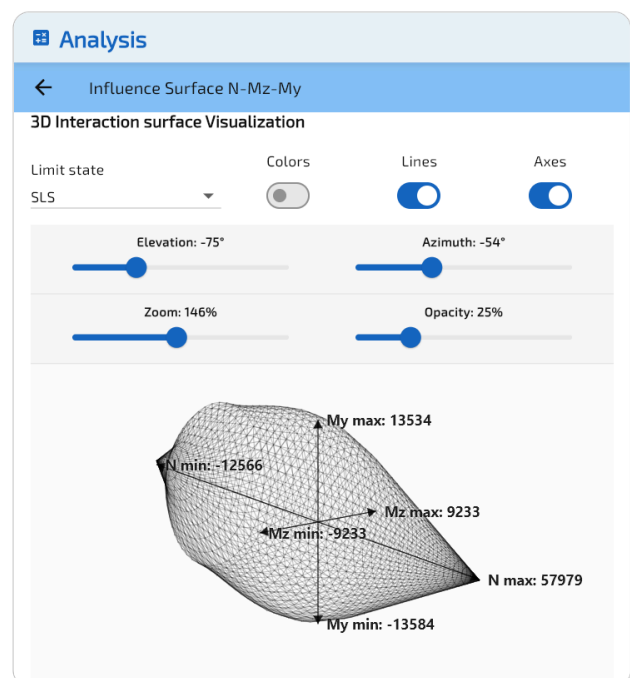 Analysis
Influence Surface N-Mz-My
3D Interaction surface Visualization
Limit state
SLS
Colors
Lines
Axes
Elevation: -75°
Azimuth: -54°
Zoom: 146%
Opacity: 25%
My max: 13534
N min: -12566
Mz max: 9233
Mz min: -9233
N max: 57979
My min: -13584